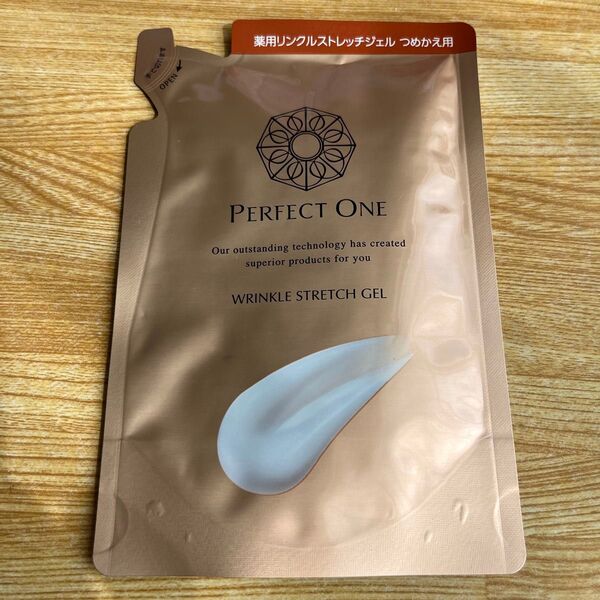 薬用リンクルストレッチジェル つめかえ用
OPEN
PERFECT ONE
Our outstanding technology has created
superior products for you
WRINKLE STRETCH GEL